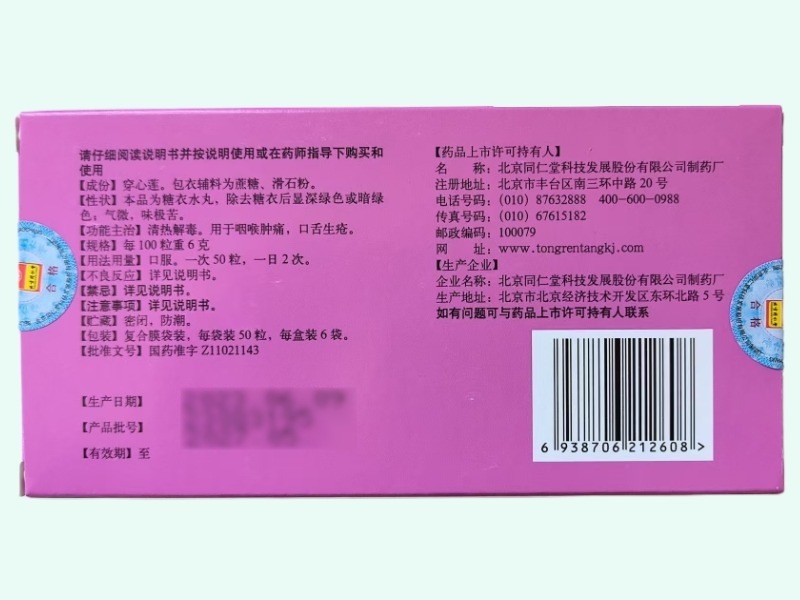 请仔细阅读说明书并按说明使用或在药师指导下购买和
使用
【成份】穿心莲。包衣辅料为蔗糖、滑石粉。
【性状】本品为糖衣水丸，除去糖衣后显深绿色或暗绿
色；气微，味极苦。
【功能主治】清热解毒。用于咽喉肿痛，口舌生疮。
【规格】每100粒重6克
【用法用量】口服。一次50粒，一日2次。
【不良反应】详见说明书。
【禁忌】详见说明书。
【注意事项】详见说明书。
【贮藏】密闭，防潮。
【包装】复合膜袋装，每袋装50粒，每盒装6袋。
【批准文号】国药准字Z11021143
【生产日期】
【产品批号】
【有效期】至
【药品上市许可持有人】
名 称：北京同仁堂科技发展股份有限公司制药厂
注册地址：北京市丰台区南三环中路20号
电话号码：(010) 87632888 400-600-0988
传真号码：(010) 67615182
邮政编码：100079
网 址：www.tongrentangkj.com
【生产企业】
企业名称：北京同仁堂科技发展股份有限公司制药厂
生产地址：北京市北京经济技术开发区东环北路5号
如有问题可与药品上市许可持有人联系
6 938706 212608 >
合格
合格